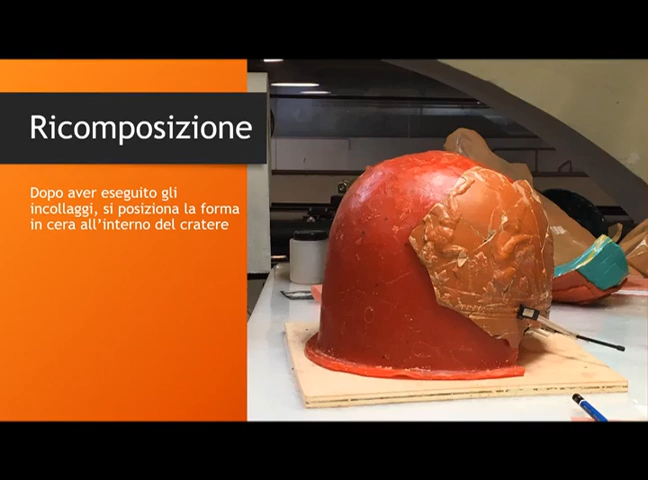 Ricomposizione
Dopo aver eseguito gli
incollaggi, si posiziona la forma
in cera all'interno del cratere